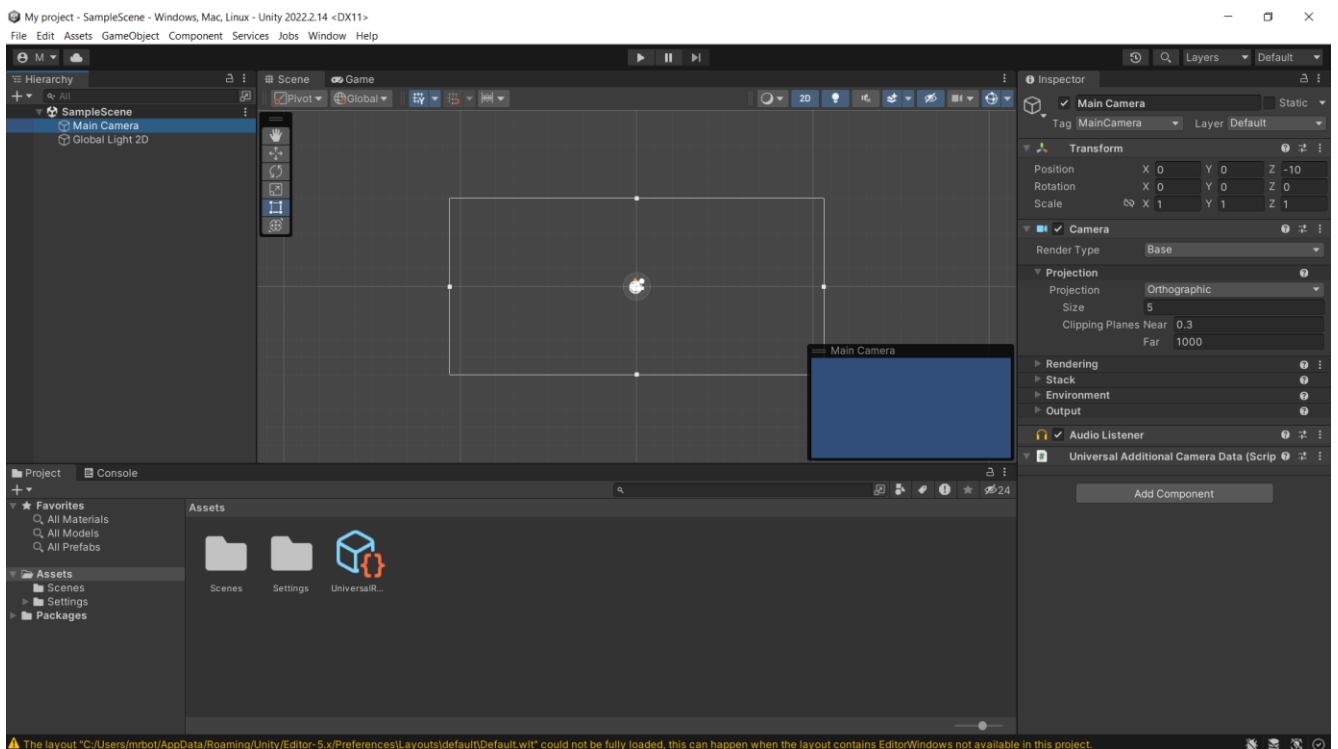 My project - SampleScene - Windows, Mac, Linux - Unity 2022.2.14 <DX11>
File Edit Assets GameObject Component Services Jobs Window Help
M
Layers Default
Hierarchy
All
SampleScene
Main Camera
Global Light 2D
Scene Game
Pivot Global 2D
Main Camera
Inspector
Main Camera Static
Tag MainCamera Layer Default
Transform
Position X 0 Y 0 Z -10
Rotation X 0 Y 0 Z 0
Scale X 1 Y 1 Z 1
Camera
Render Type Base
Projection
Projection Orthographic
Size 5
Clipping Planes Near 0.3
Far 1000
Rendering
Stack
Environment
Output
Audio Listener
# Universal Additional Camera Data (Scrip
Add Component
Project Console
24
Favorites
All Materials
All Models
All Prefabs
Assets
Scenes
Settings
Packages
Assets
Scenes Settings UniversalR...
The layout "C:/Users/mrbot/AppData/Roaming/Unity/Editor-5.x/Preferences\Layouts\default\Default.wlt" could not be fully loaded, this can happen when the layout contains EditorWindows not available in this project.